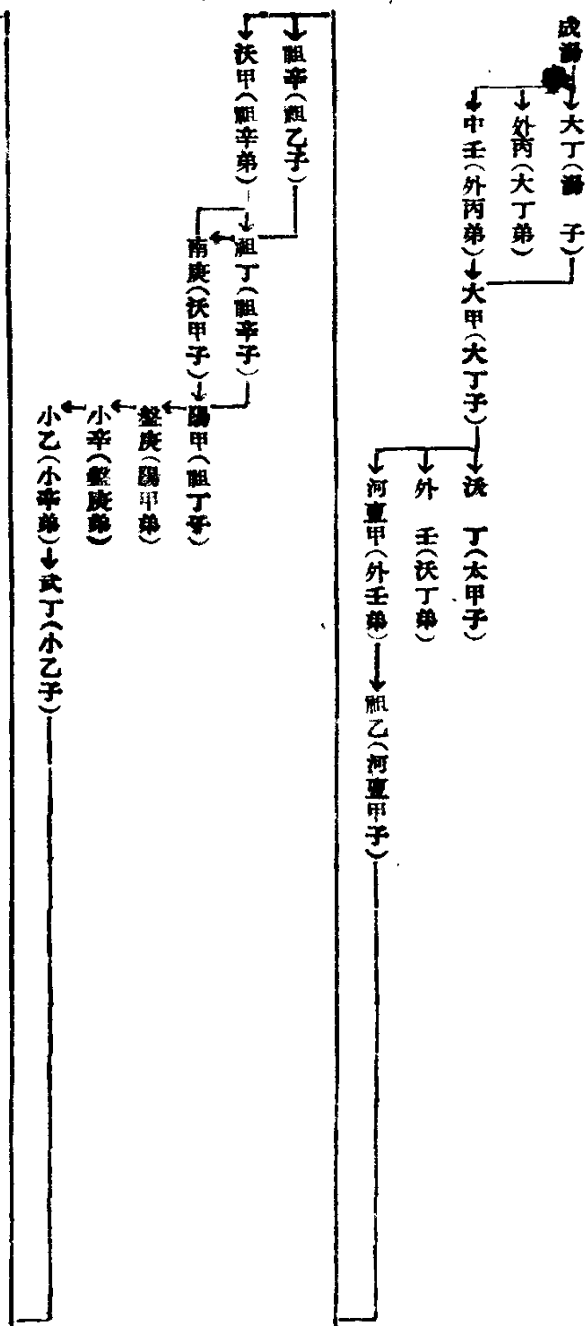 成湯
大丁(湯 子)
外丙(大丁弟)
中壬(外丙弟)
大甲(大丁子)
沃 丁(太甲子)
外 壬(沃丁弟)
河亶甲(外壬弟)
祖乙(河亶甲子)
祖辛(祖乙子)
沃甲(祖辛弟)
祖丁(祖辛子)
南庚(沃甲子)
陽甲(祖丁子)
盤庚(陽甲弟)
小辛(盤庚弟)
小乙(小辛弟)
武丁(小乙子)